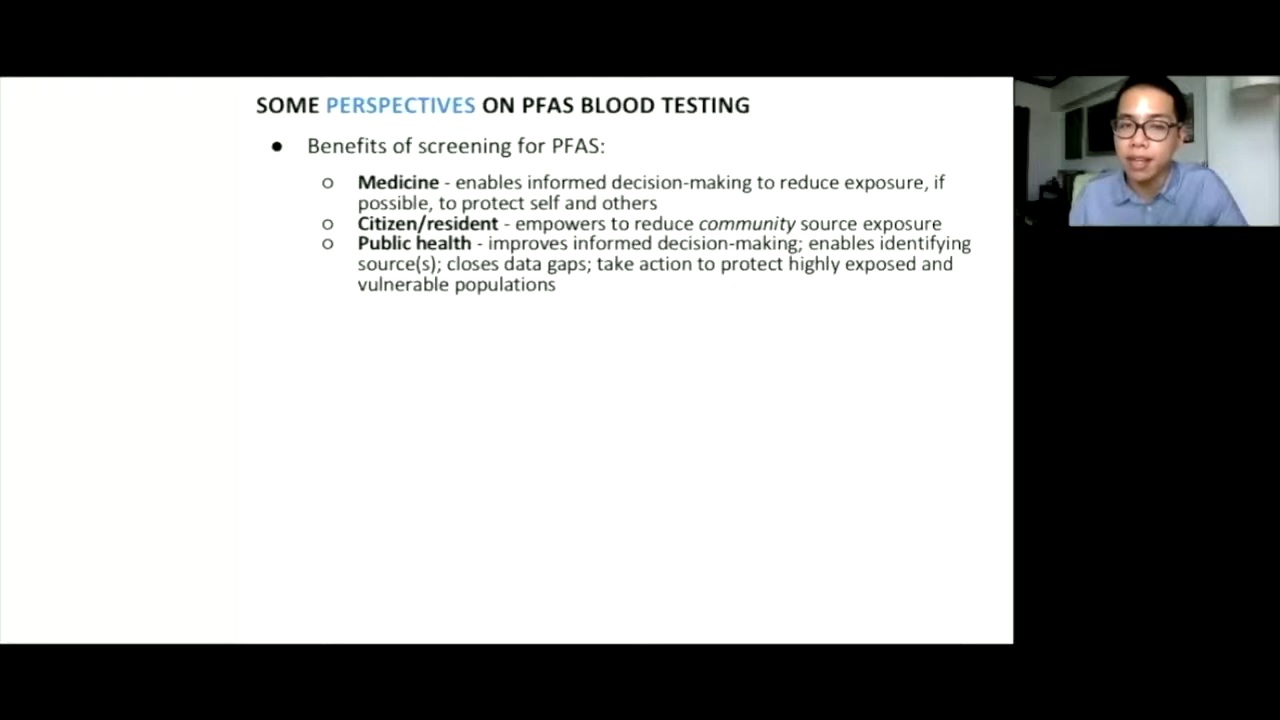 SOME PERSPECTIVES ON PFAS BLOOD TESTING
● Benefits of screening for PFAS:
○ Medicine - enables informed decision-making to reduce exposure, if
possible, to protect self and others
○ Citizen/resident - empowers to reduce community source exposure
○ Public health - improves informed decision-making; enables identifying
source(s); closes data gaps; take action to protect highly exposed and
vulnerable populations